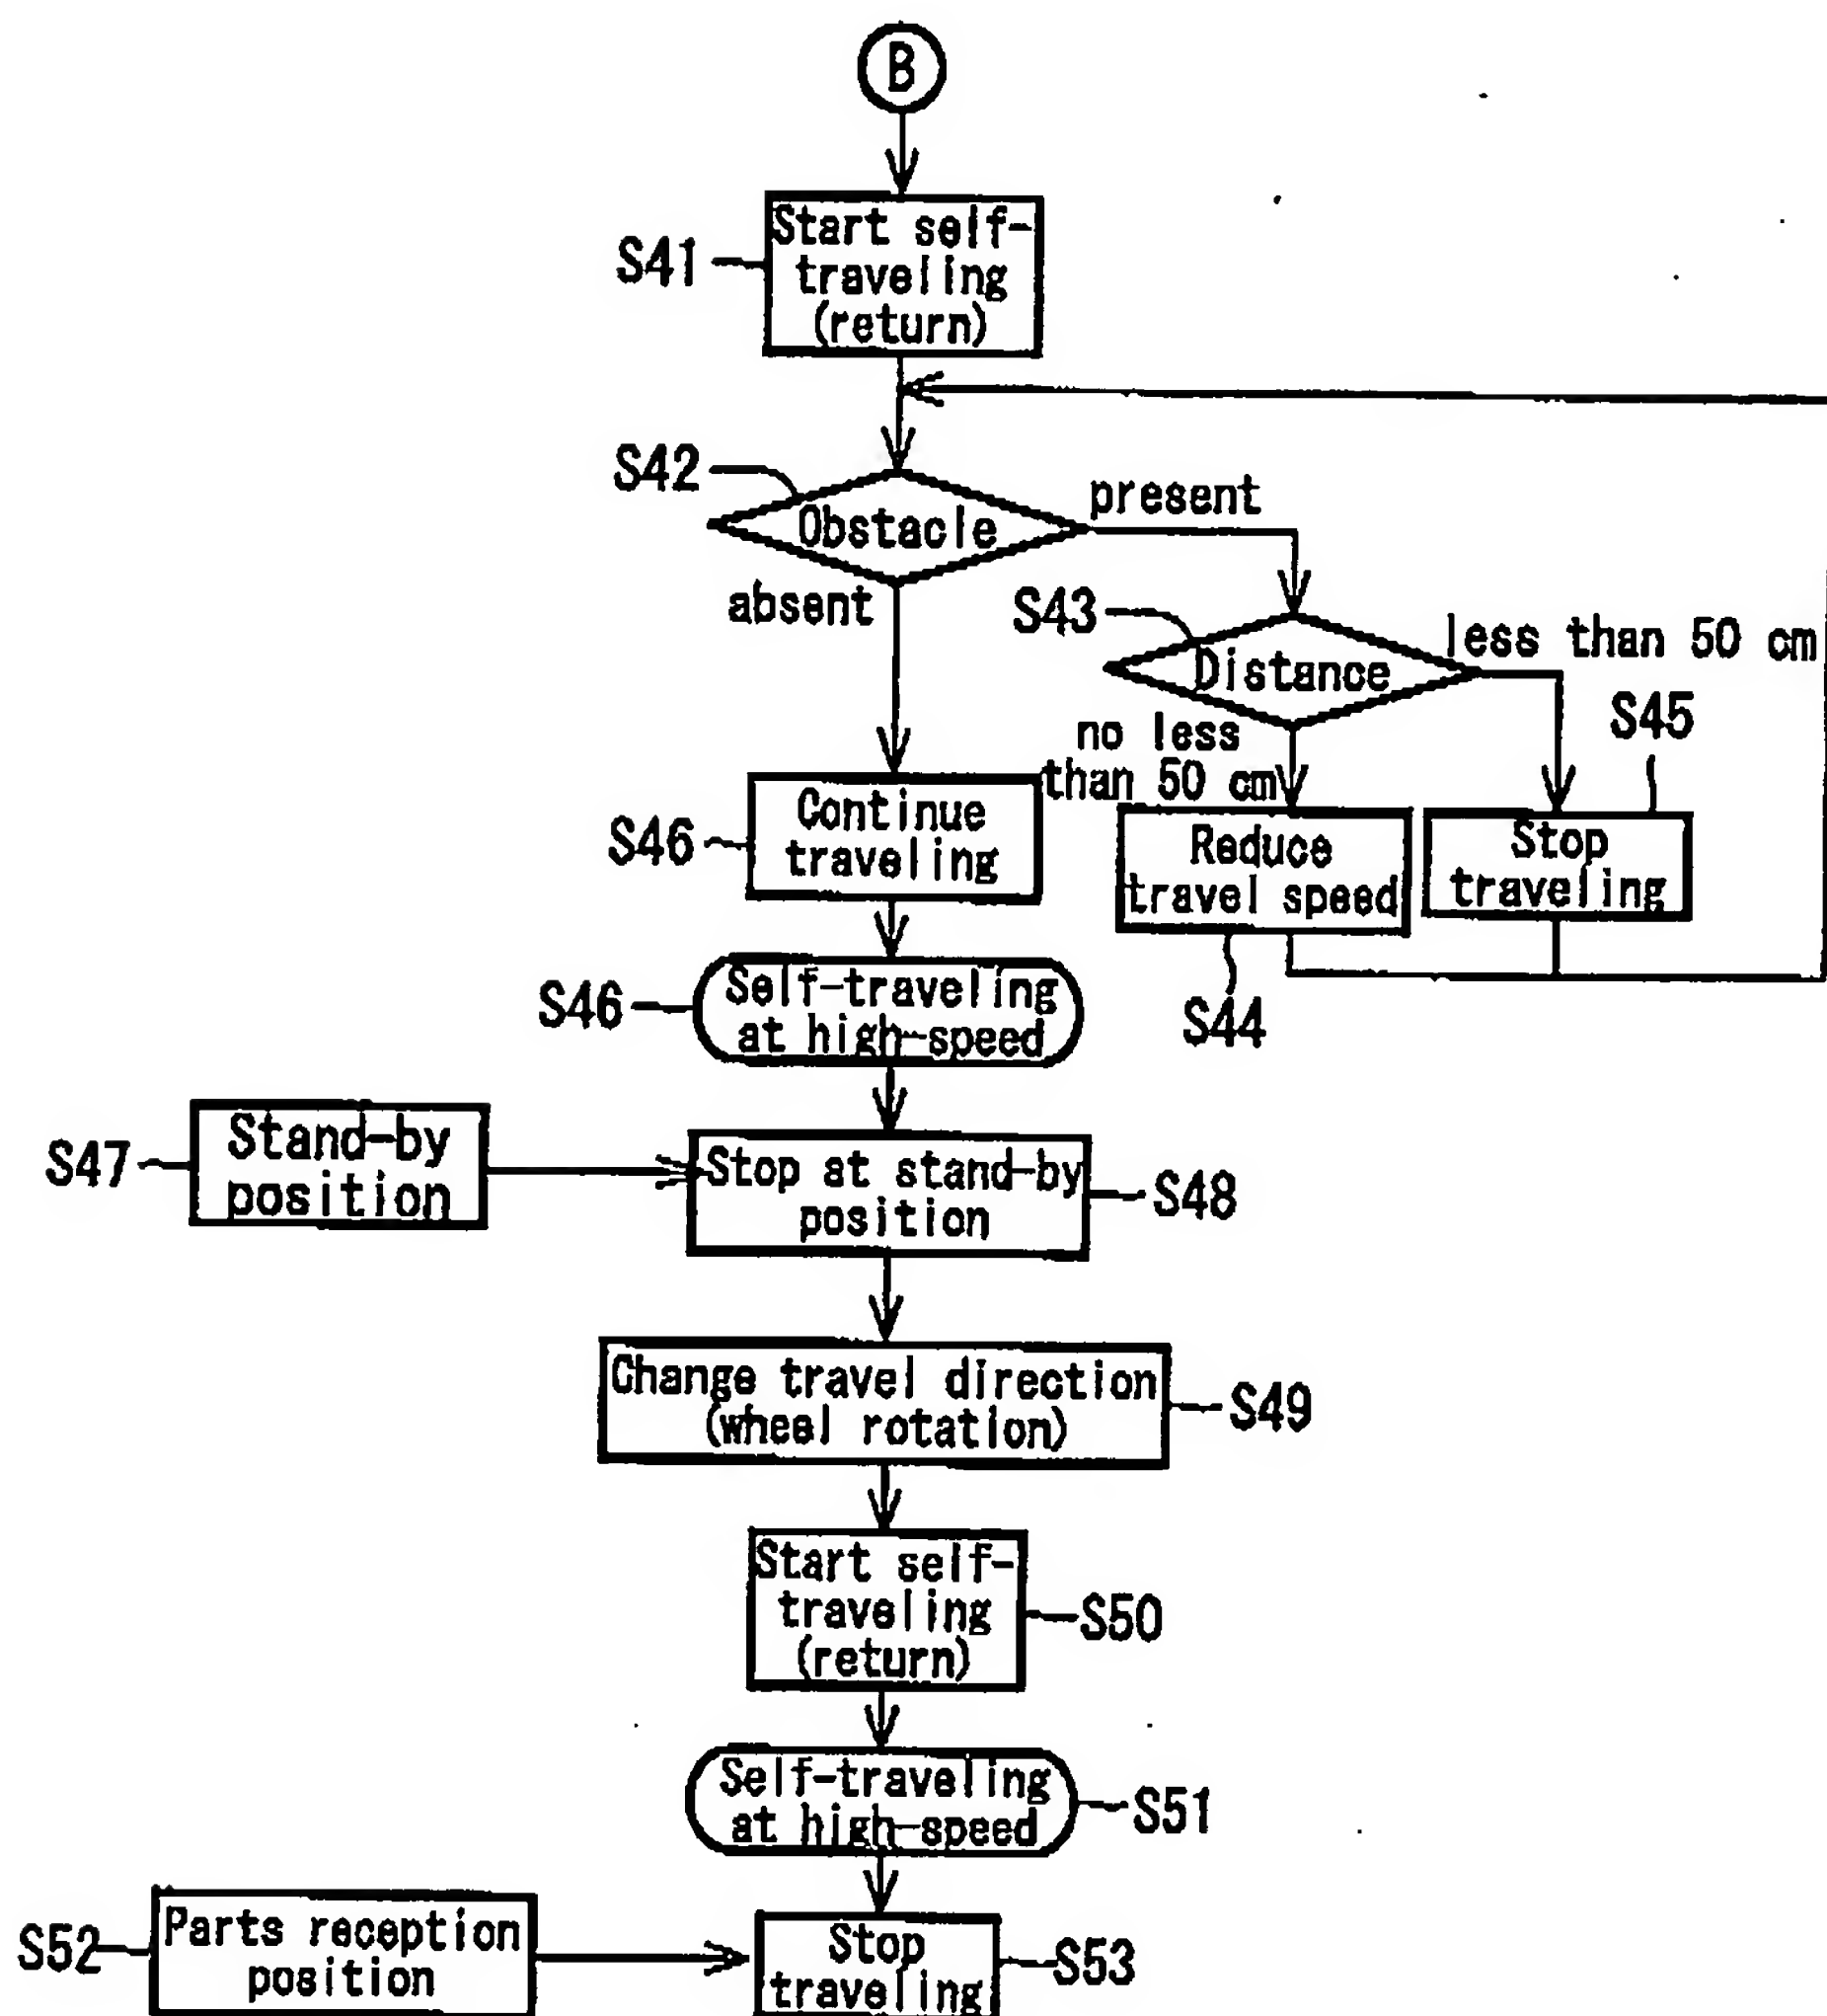 B
S41
Start self-
traveling
(return)
S42
Obstacle
present
absent
S43
Distance
less than 50 cm
no less
than 50 cm
S45
S46
Continue
traveling
Reduce
travel speed
Stop
traveling
S44
S46
Self-traveling
at high-speed
S47
Stand-by
position
Stop at stand-by
position
S48
Change travel direction
(wheel rotation)
S49
Start self-
traveling
(return)
S50
Self-traveling
at high-speed
S51
S52
Parts reception
position
Stop
traveling
S53